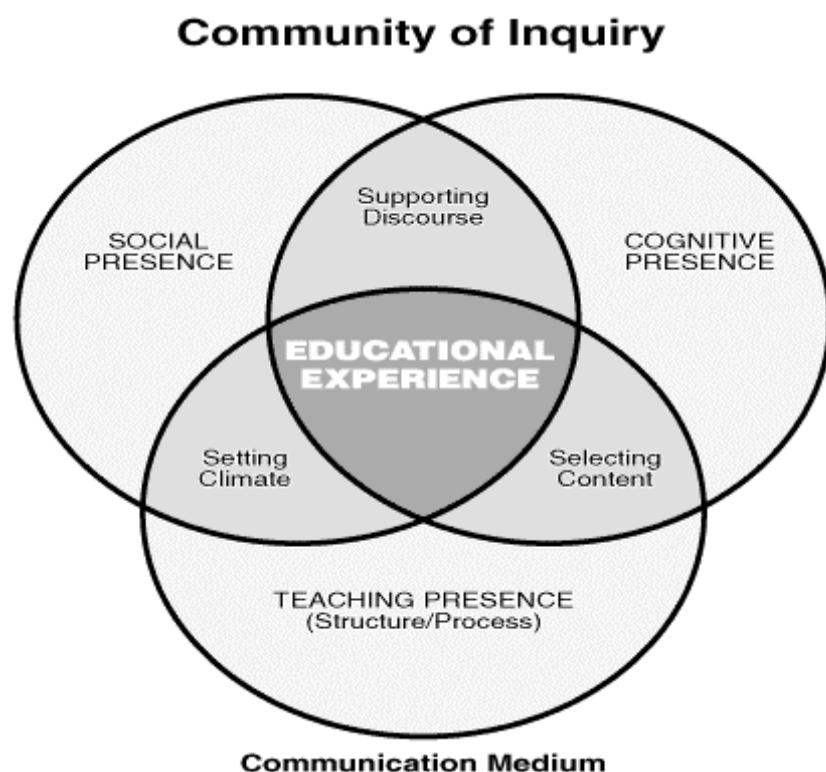 Community of Inquiry
Supporting
Discourse
SOCIAL
PRESENCE
COGNITIVE
PRESENCE
EDUCATIONAL
EXPERIENCE
Setting
Climate
Selecting
Content
TEACHING PRESENCE
(Structure/Process)
Communication Medium